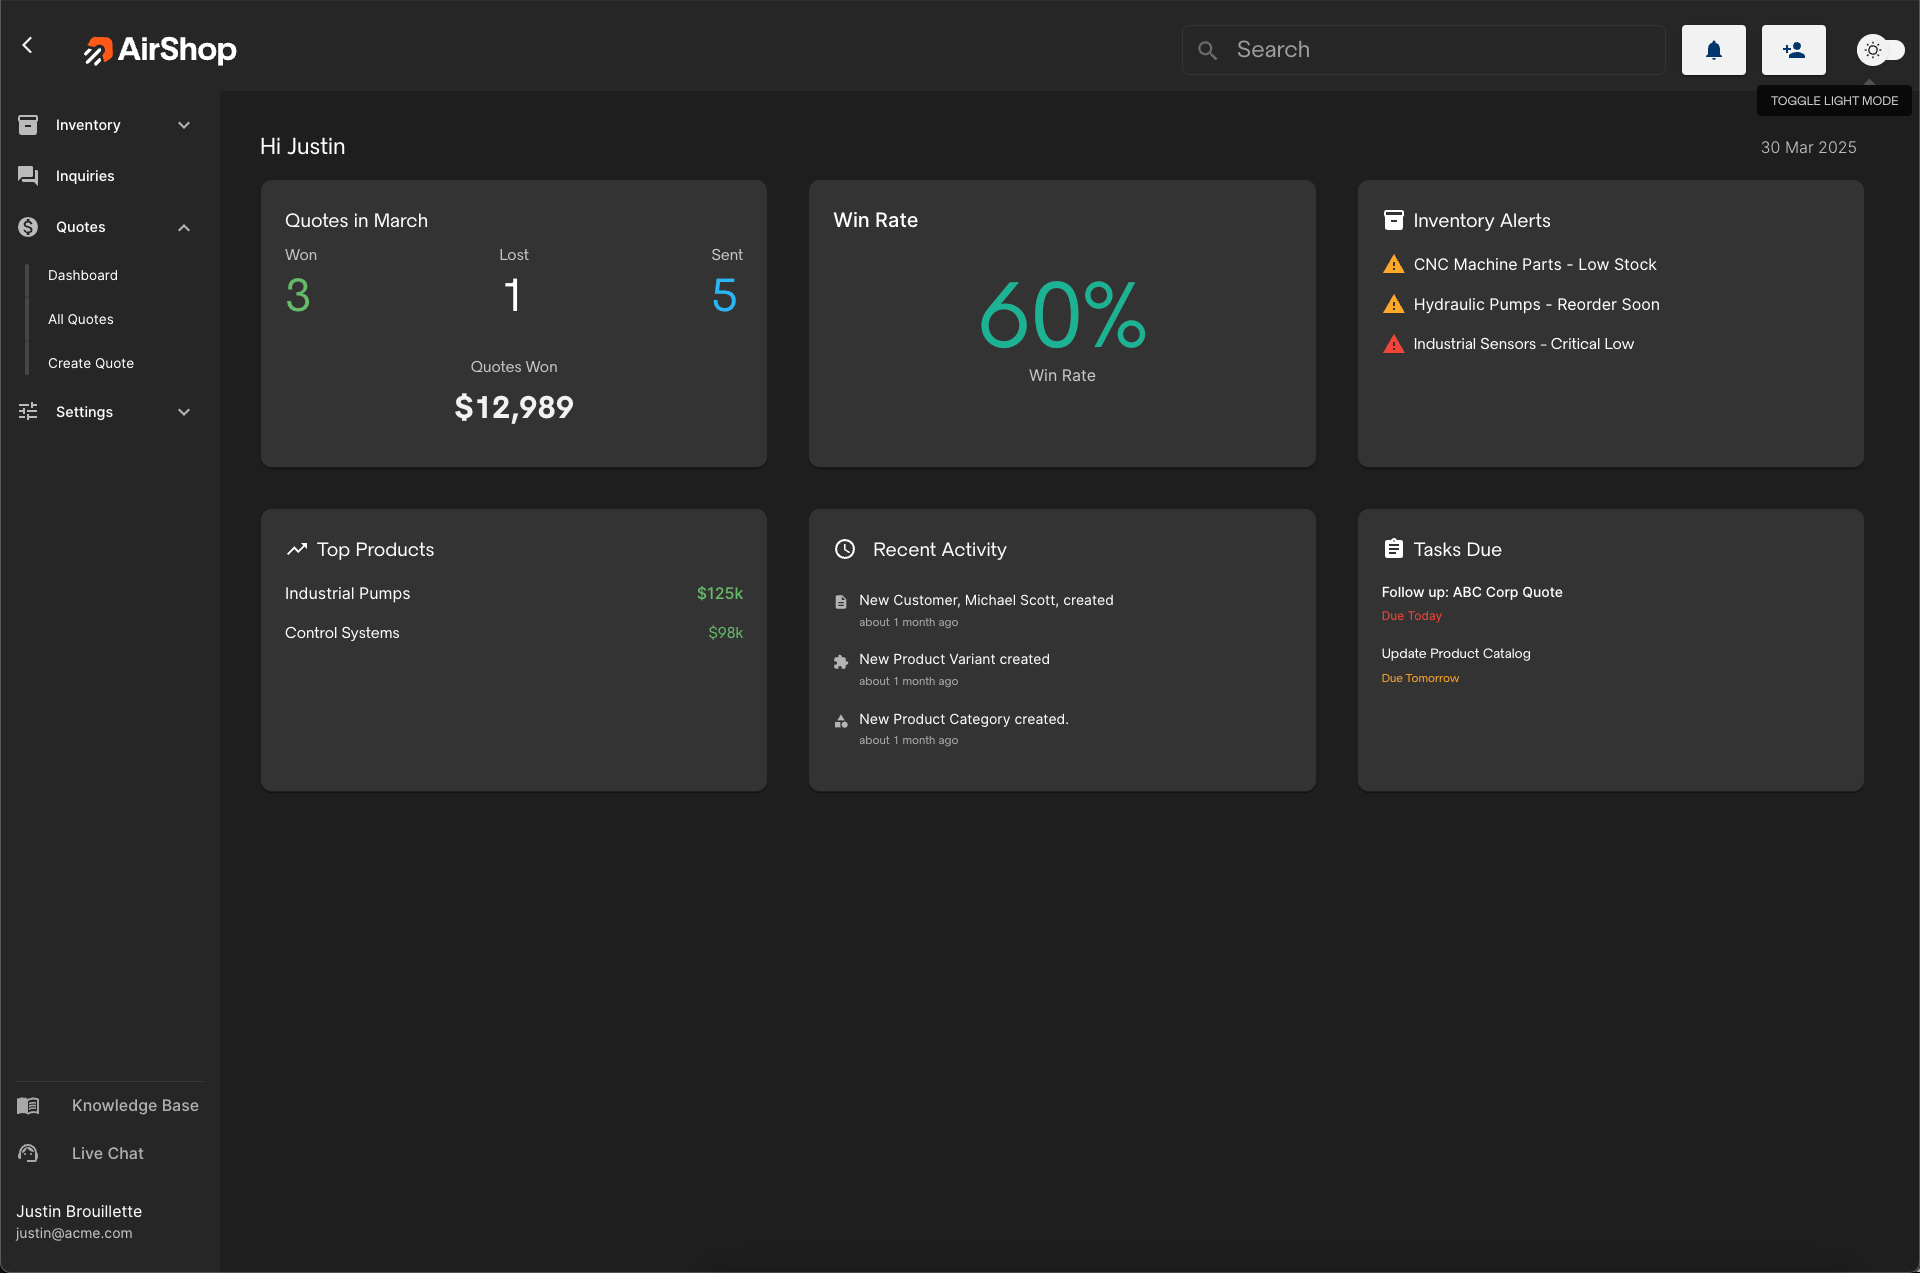 AirShop
Search
TOGGLE LIGHT MODE
Inventory
Inquiries
Quotes
Dashboard
All Quotes
Create Quote
Settings
Hi Justin
30 Mar 2025
Quotes in March
Won
Lost
Sent
3
1
5
Quotes Won
$12,989
Win Rate
60%
Win Rate
Inventory Alerts
CNC Machine Parts - Low Stock
Hydraulic Pumps - Reorder Soon
Industrial Sensors - Critical Low
Top Products
Industrial Pumps
$125k
Control Systems
$98k
Recent Activity
New Customer, Michael Scott, created
about 1 month ago
New Product Variant created
about 1 month ago
New Product Category created.
about 1 month ago
Tasks Due
Follow up: ABC Corp Quote
Due Today
Update Product Catalog
Due Tomorrow
Knowledge Base
Live Chat
Justin Brouillette
justin@acme.com